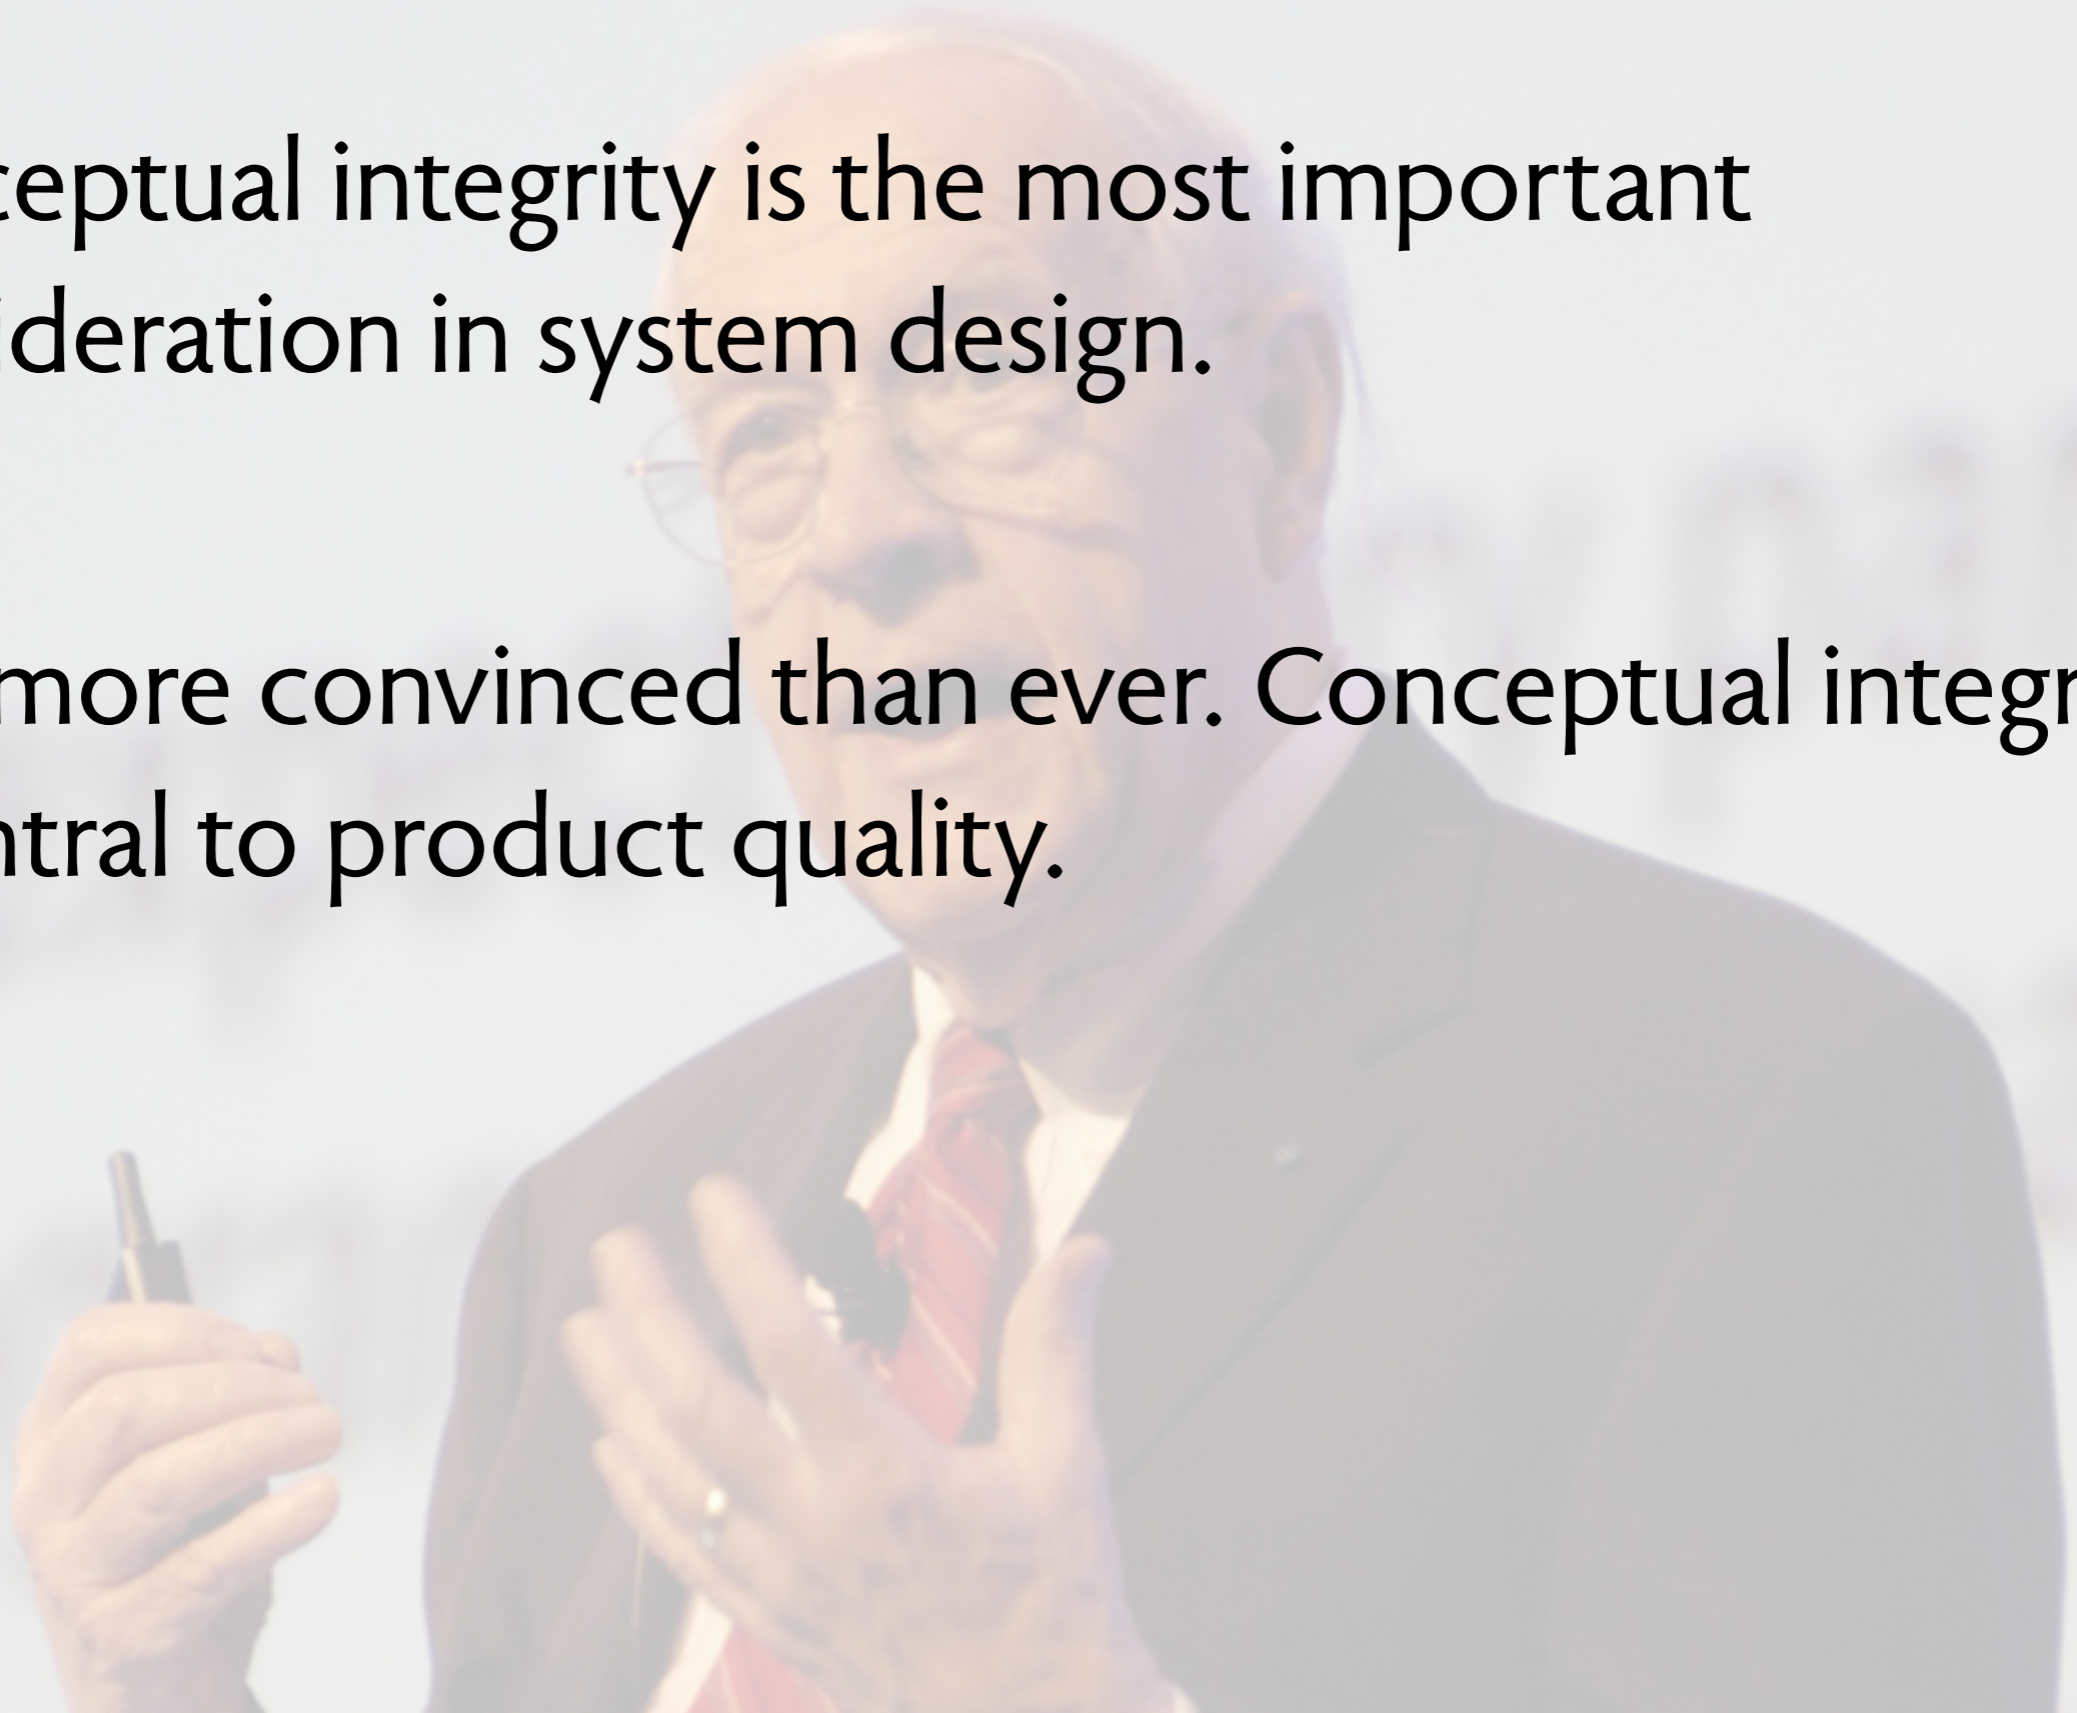 ceptual integrity is the most important
ideration in system design.
more convinced than ever. Conceptual integr
ntral to product quality.